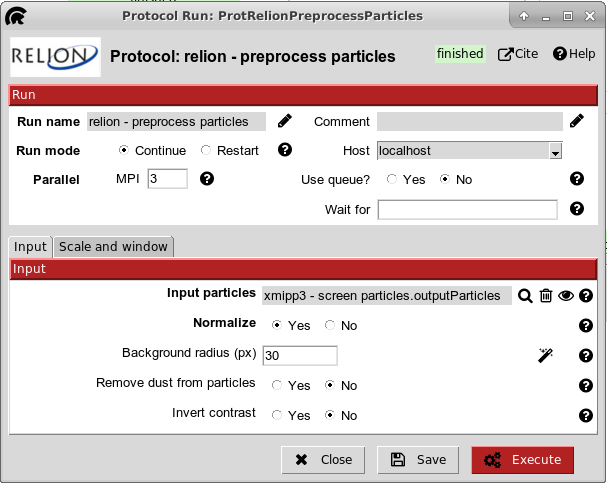 Protocol Run: ProtRelionPreprocessParticles
RELION Protocol: relion - preprocess particles finished Cite Help
Run
Run name relion - preprocess particles Comment
Run mode Continue Restart Host localhost
Parallel MPI 3 Use queue? Yes No
Wait for
Input Scale and window
Input
Input particles xmipp3 - screen particles.outputParticles
Normalize Yes No
Background radius (px) 30
Remove dust from particles Yes No
Invert contrast Yes No
Close Save Execute